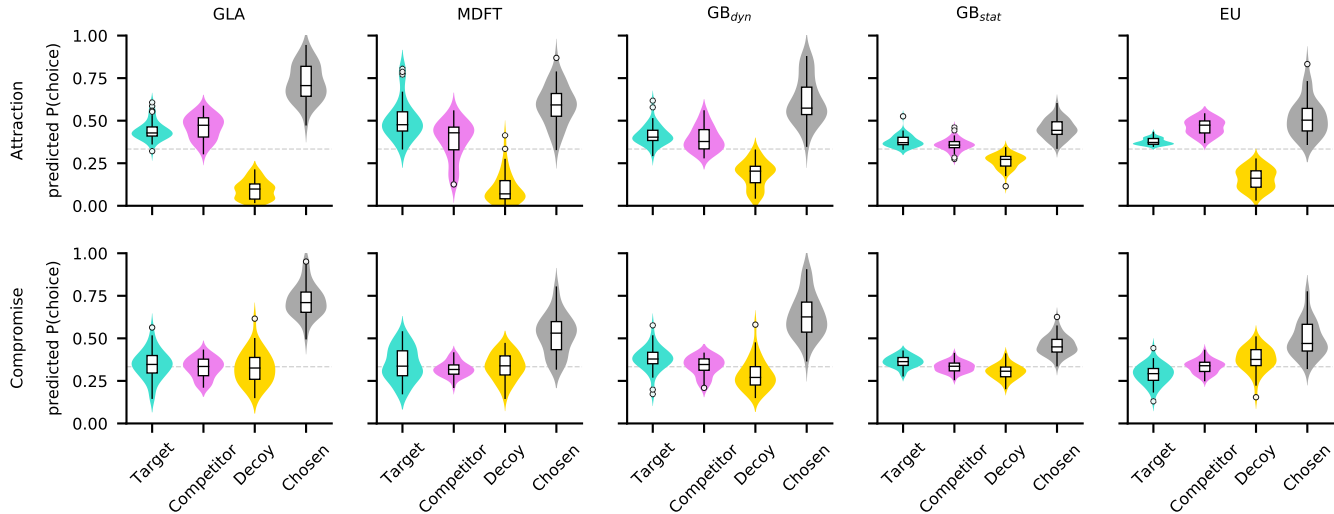 GLA MDFT GB_dyn GB_stat EU
Attraction
predicted P(choice)
1.00
0.75
0.50
0.25
0.00
Compromise
predicted P(choice)
1.00
0.75
0.50
0.25
0.00
Target Competitor Decoy Chosen Target Competitor Decoy Chosen Target Competitor Decoy Chosen Target Competitor Decoy Chosen Target Competitor Decoy Chosen